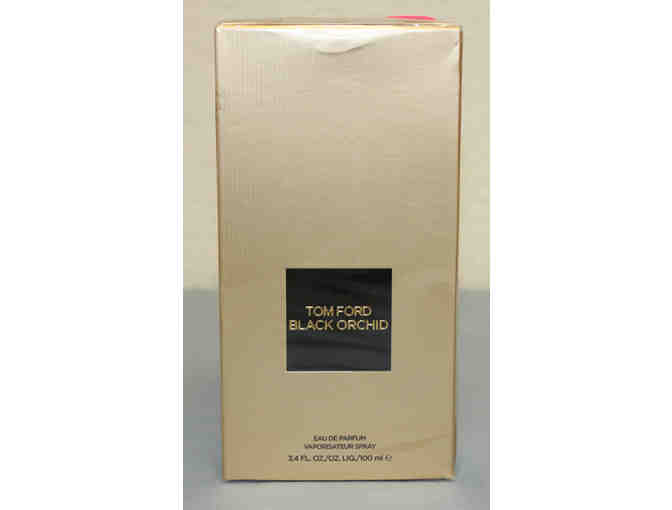 TOM FORD
BLACK ORCHID
EAU DE PARFUM
VAPORISATEUR SPRAY
3.4 FL. OZ./OZ. LIQ./100 ml ℮